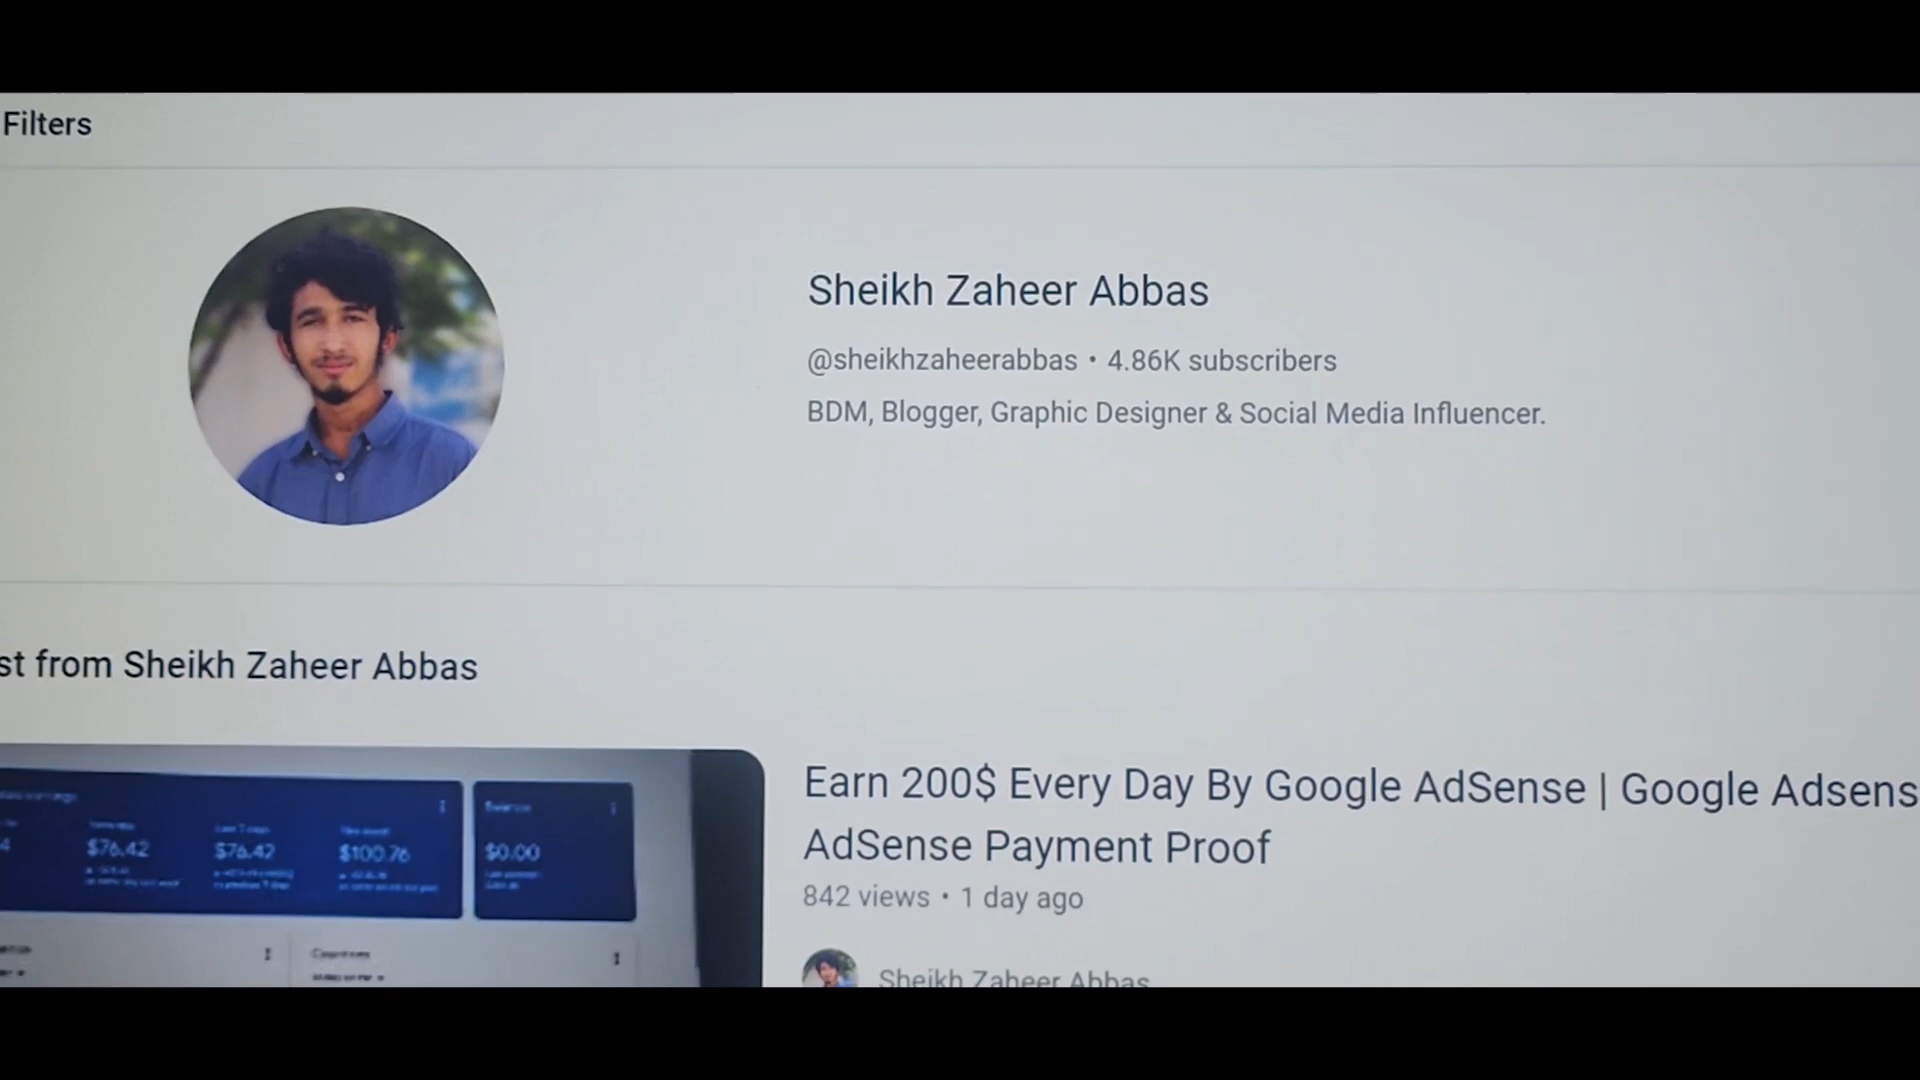 Filters
Sheikh Zaheer Abbas
@sheikhzaheerabbas • 4.86K subscribers
BDM, Blogger, Graphic Designer & Social Media Influencer.
st from Sheikh Zaheer Abbas
Earn 200$ Every Day By Google AdSense | Google Adsens
AdSense Payment Proof
842 views • 1 day ago
Sheikh Zaheer Abbas
Balance
$76.42
$76.42
$100.76
$0.00
Countries